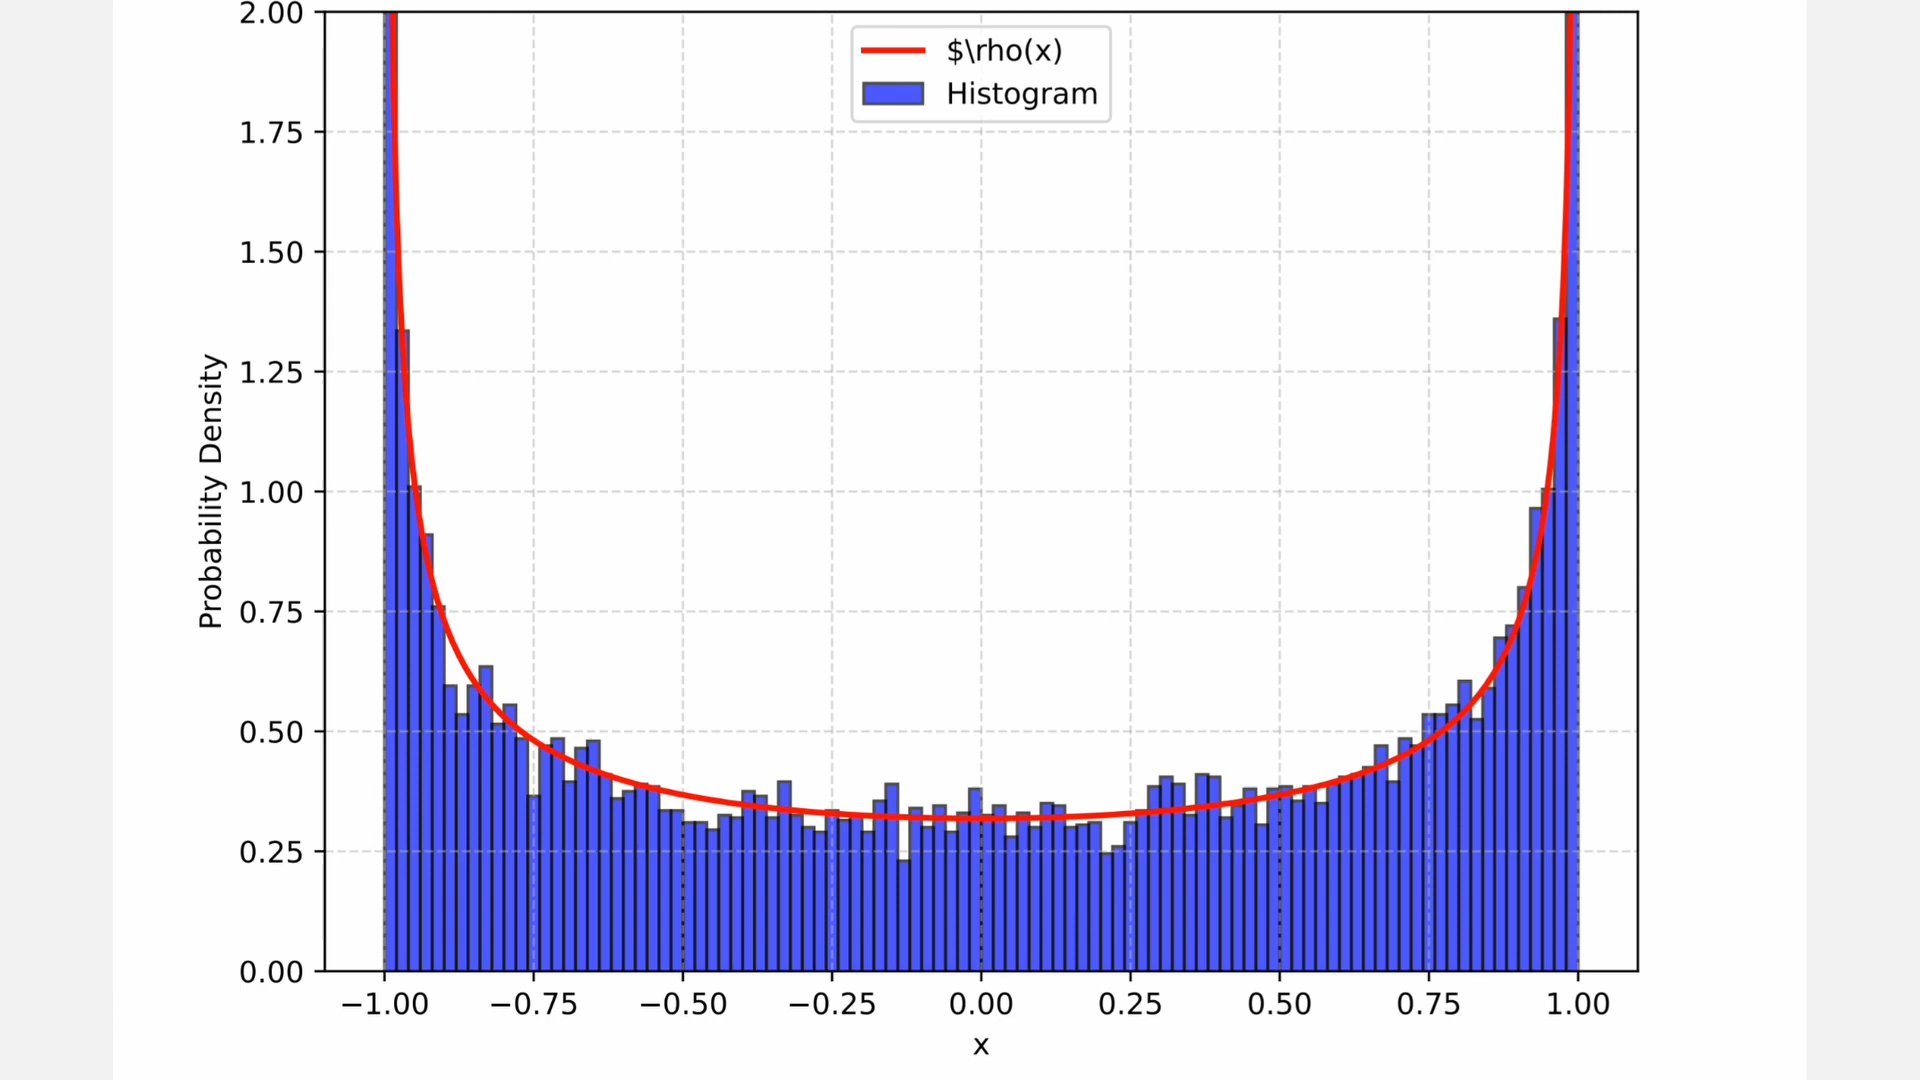 $\rho(x)
Histogram
2.00
1.75
1.50
1.25
1.00
0.75
0.50
0.25
0.00
Probability Density
−1.00 −0.75 −0.50 −0.25 0.00 0.25 0.50 0.75 1.00
x